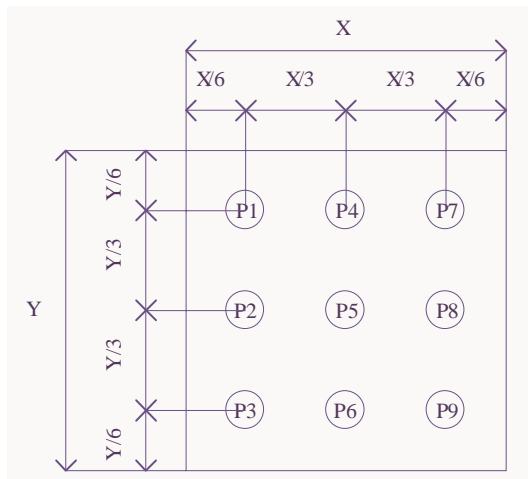 X
X/6 X/3 X/3 X/6
Y/6
P1 P4 P7
Y/3
Y
P2 P5 P8
Y/3
P3 P6 P9
Y/6